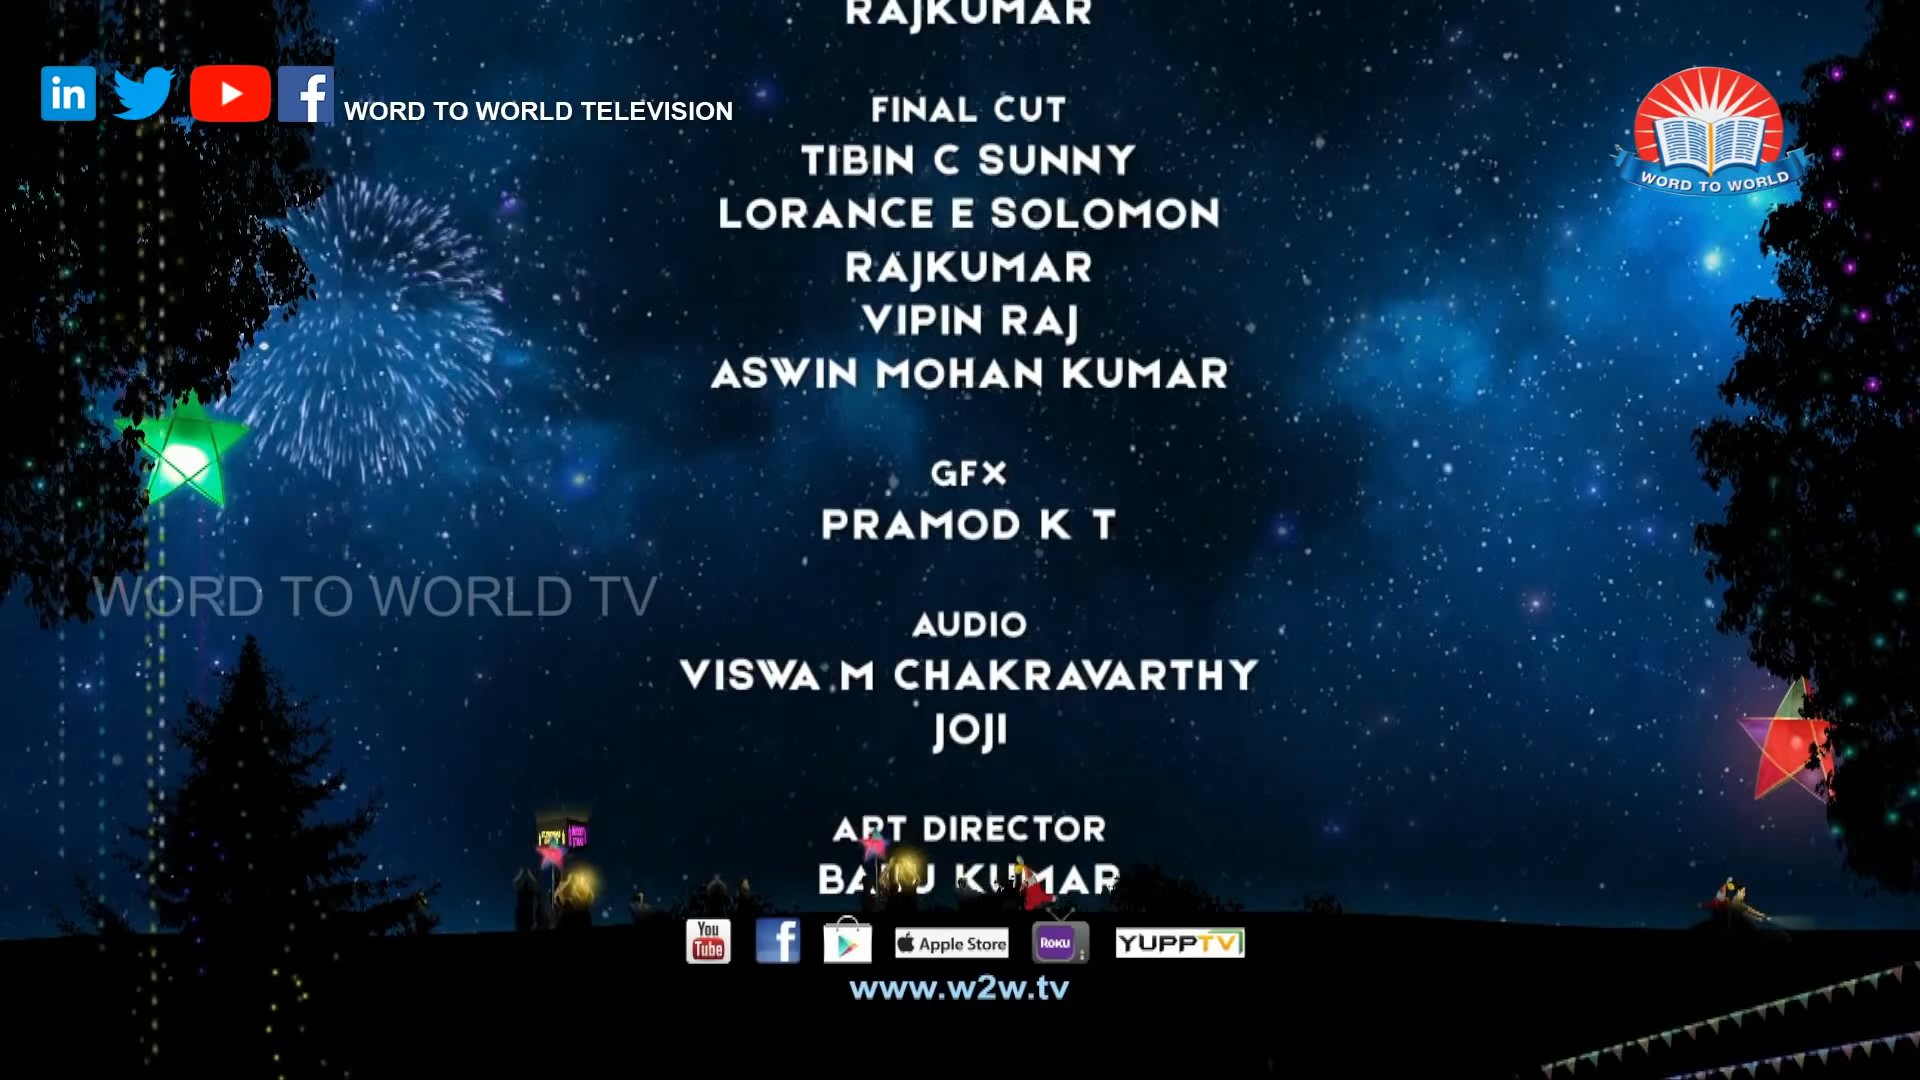 RAJKUMAR
in f WORD TO WORLD TELEVISION
WORD TO WORLD
FINAL CUT
TIBIN C SUNNY
LORANCE E SOLOMON
RAJKUMAR
VIPIN RAJ
ASWIN MOHAN KUMAR
GFX
PRAMOD K T
WORD TO WORLD TV
AUDIO
VISWA M CHAKRAVARTHY
JOJI
ART DIRECTOR
KUMAR
You Tube f Apple Store ROKU YUPPTV
www.w2w.tv